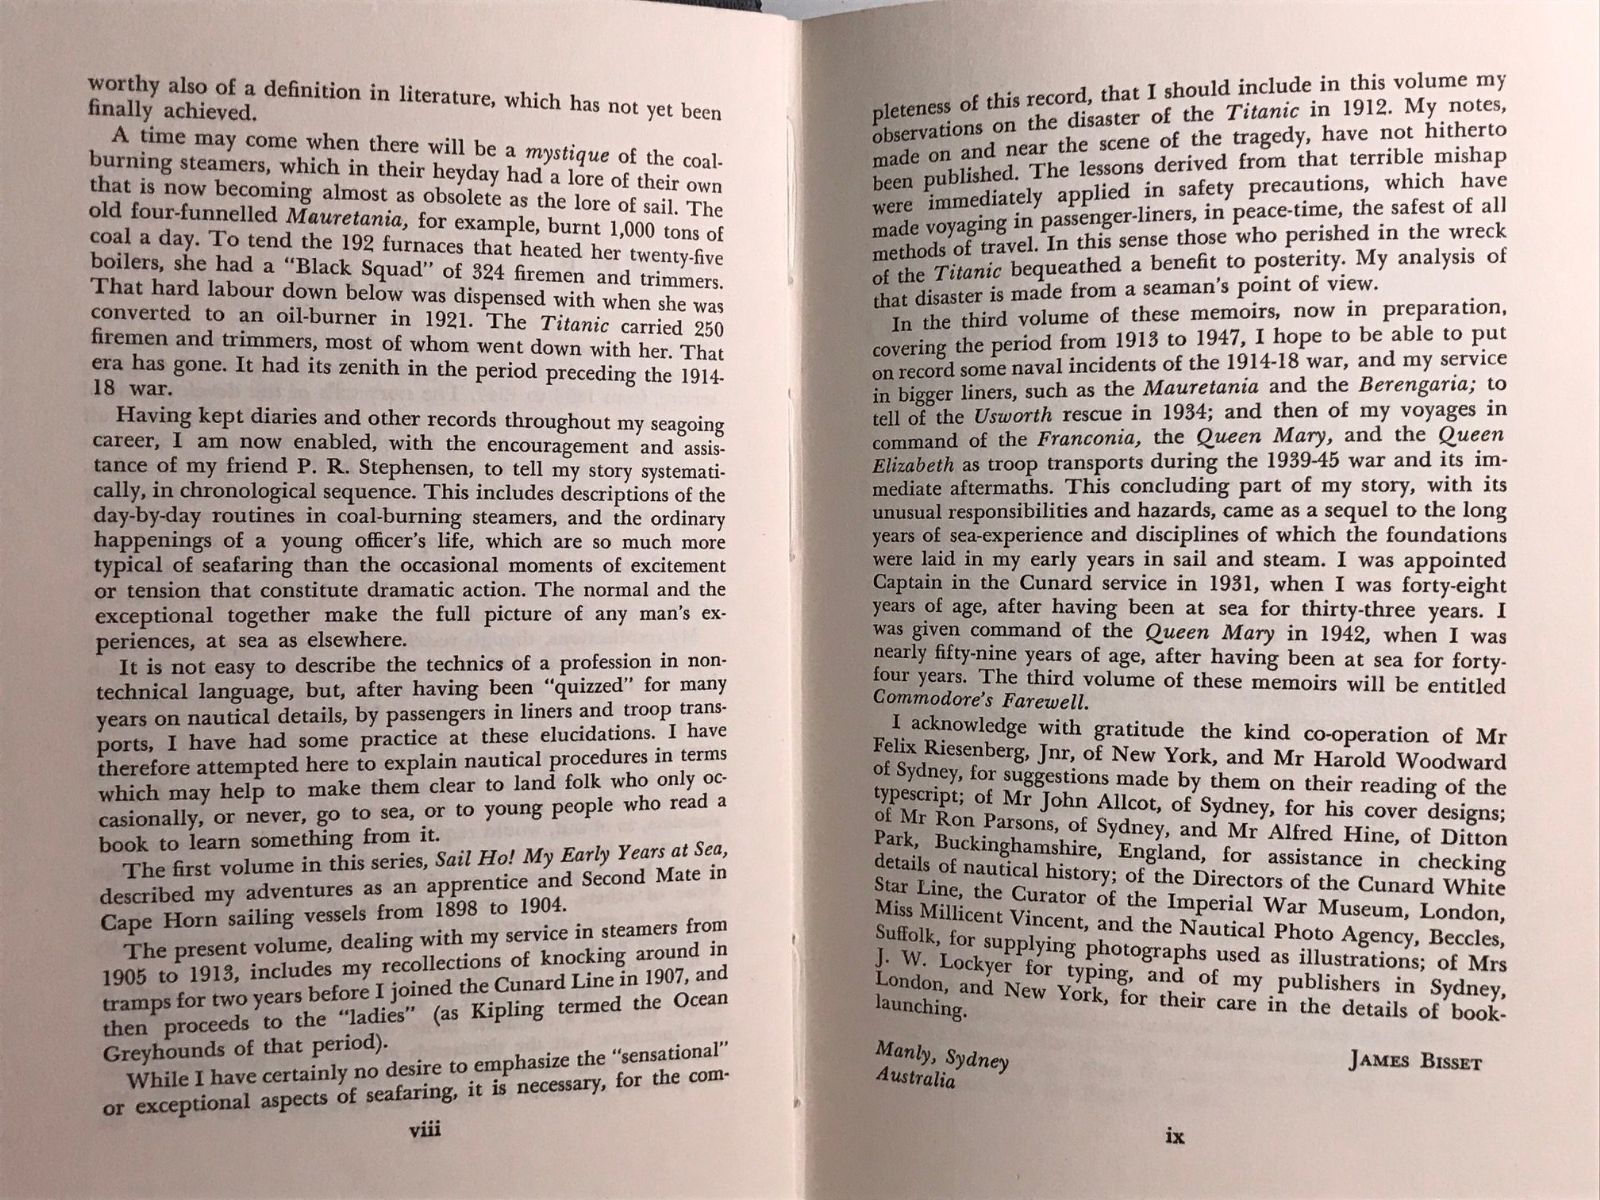 worthy also of a definition in literature, which has not yet been
finally achieved.
A time may come when there will be a mystique of the coal-
burning steamers, which in their heyday had a lore of their own
that is now becoming almost as obsolete as the lore of sail. The
old four-funnelled Mauretania, for example, burnt 1,000 tons of
coal a day. To tend the 192 furnaces that heated her twenty-five
boilers, she had a "Black Squad" of 324 firemen and trimmers.
That hard labour down below was dispensed with when she was
converted to an oil-burner in 1921. The Titanic carried 250
firemen and trimmers, most of whom went down with her. That
era has gone. It had its zenith in the period preceding the 1914-
18 war.
Having kept diaries and other records throughout my seagoing
career, I am now enabled, with the encouragement and assis-
tance of my friend P. R. Stephensen, to tell my story systemati-
cally, in chronological sequence. This includes descriptions of the
day-by-day routines in coal-burning steamers, and the ordinary
happenings of a young officer's life, which are so much more
typical of seafaring than the occasional moments of excitement
or tension that constitute dramatic action. The normal and the
exceptional together make the full picture of any man's ex-
periences, at sea as elsewhere.
It is not easy to describe the technics of a profession in non-
technical language, but, after having been "quizzed" for many
years on nautical details, by passengers in liners and troop trans-
ports, I have had some practice at these elucidations. I have
therefore attempted here to explain nautical procedures in terms
which may help to make them clear to land folk who only oc-
casionally, or never, go to sea, or to young people who read a
book to learn something from it.
The first volume in this series, Sail Ho! My Early Years at Sea,
described my adventures as an apprentice and Second Mate in
Cape Horn sailing vessels from 1898 to 1904.
The present volume, dealing with my service in steamers from
1905 to 1913, includes my recollections of knocking around in
tramps for two years before I joined the Cunard Line in 1907, and
then proceeds to the "ladies" (as Kipling termed the Ocean
Greyhounds of that period).
While I have certainly no desire to emphasize the "sensational"
or exceptional aspects of seafaring, it is necessary, for the com-
viii
pleteness of this record, that I should include in this volume my
observations on the disaster of the Titanic in 1912. My notes,
made on and near the scene of the tragedy, have not hitherto
been published. The lessons derived from that terrible mishap
were immediately applied in safety precautions, which have
made voyaging in passenger-liners, in peace-time, the safest of all
methods of travel. In this sense those who perished in the wreck
of the Titanic bequeathed a benefit to posterity. My analysis of
that disaster is made from a seaman's point of view.
In the third volume of these memoirs, now in preparation,
covering the period from 1913 to 1947, I hope to be able to put
on record some naval incidents of the 1914-18 war, and my service
in bigger liners, such as the Mauretania and the Berengaria; to
tell of the Usworth rescue in 1934; and then of my voyages in
command of the Franconia, the Queen Mary, and the Queen
Elizabeth as troop transports during the 1939-45 war and its im-
mediate aftermaths. This concluding part of my story, with its
unusual responsibilities and hazards, came as a sequel to the long
years of sea-experience and disciplines of which the foundations
were laid in my early years in sail and steam. I was appointed
Captain in the Cunard service in 1931, when I was forty-eight
years of age, after having been at sea for thirty-three years. I
was given command of the Queen Mary in 1942, when I was
nearly fifty-nine years of age, after having been at sea for forty-
four years. The third volume of these memoirs will be entitled
Commodore's Farewell.
I acknowledge with gratitude the kind co-operation of Mr
Felix Riesenberg, Jnr, of New York, and Mr Harold Woodward
of Sydney, for suggestions made by them on their reading of the
typescript; of Mr John Allcot, of Sydney, for his cover designs;
of Mr Ron Parsons, of Sydney, and Mr Alfred Hine, of Ditton
Park, Buckinghamshire, England, for assistance in checking
details of nautical history; of the Directors of the Cunard White
Star Line, the Curator of the Imperial War Museum, London,
Miss Millicent Vincent, and the Nautical Photo Agency, Beccles,
Suffolk, for supplying photographs used as illustrations; of Mrs
J. W. Lockyer for typing, and of my publishers in Sydney,
London, and New York, for their care in the details of book-
launching.
Manly, Sydney
Australia
JAMES BISSET
ix